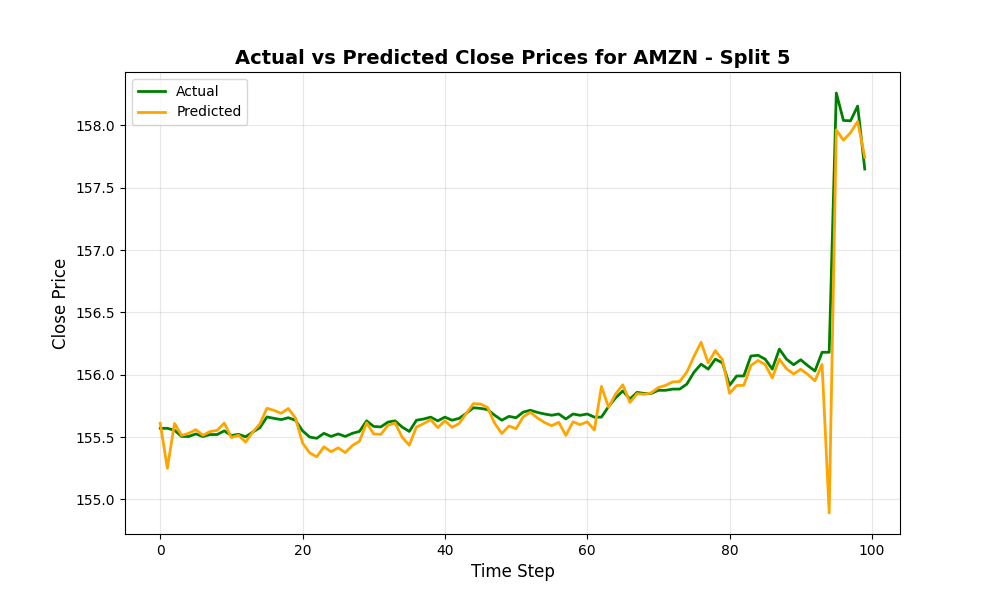 Actual vs Predicted Close Prices for AMZN - Split 5
Actual
Predicted
158.0
157.5
157.0
156.5
156.0
155.5
155.0
Close Price
0 20 40 60 80 100
Time Step